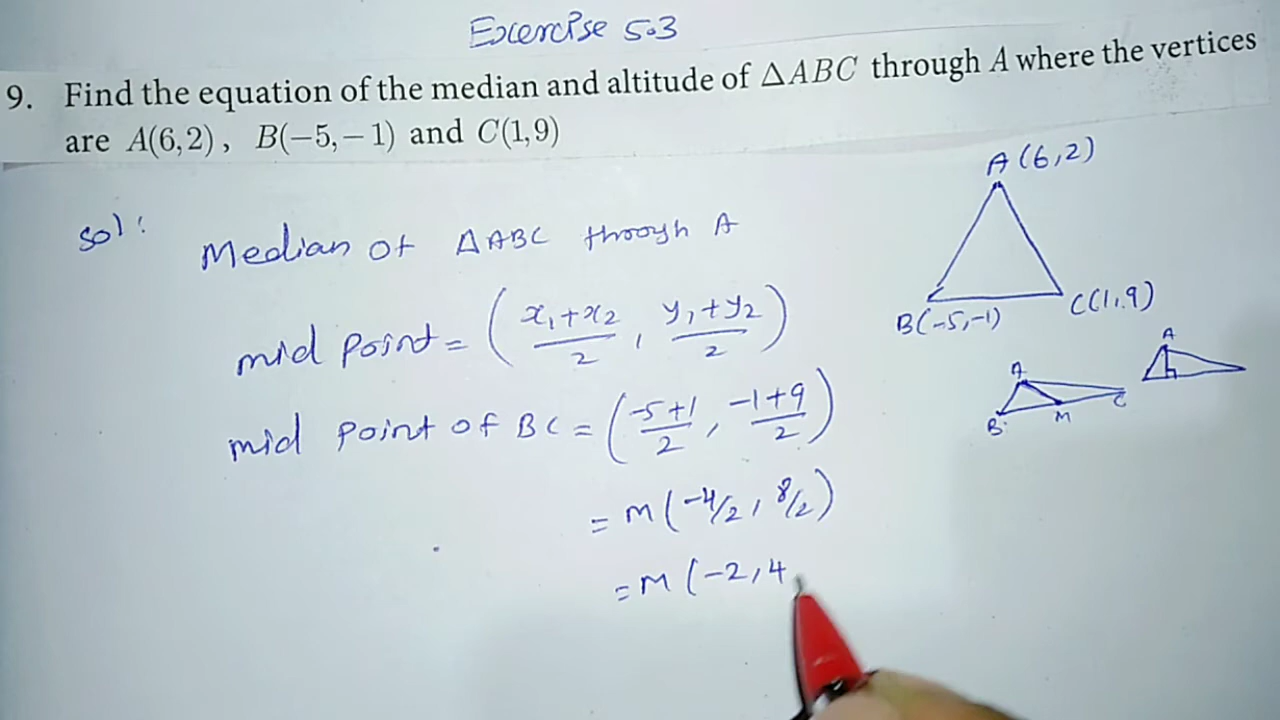 Exercise 5.3
9. Find the equation of the median and altitude of ΔABC through A where the vertices
are A(6,2), B(−5,−1) and C(1,9)
Sol:
Median of ΔABC through A
mid point = (x₁+x₂/2, y₁+y₂/2)
mid point of BC = (-5+1/2, -1+9/2)
= M(-4/2, 8/2)
= M(-2,4
A(6,2)
B(-5,-1)
C(1,9)
A
B
M
C
A